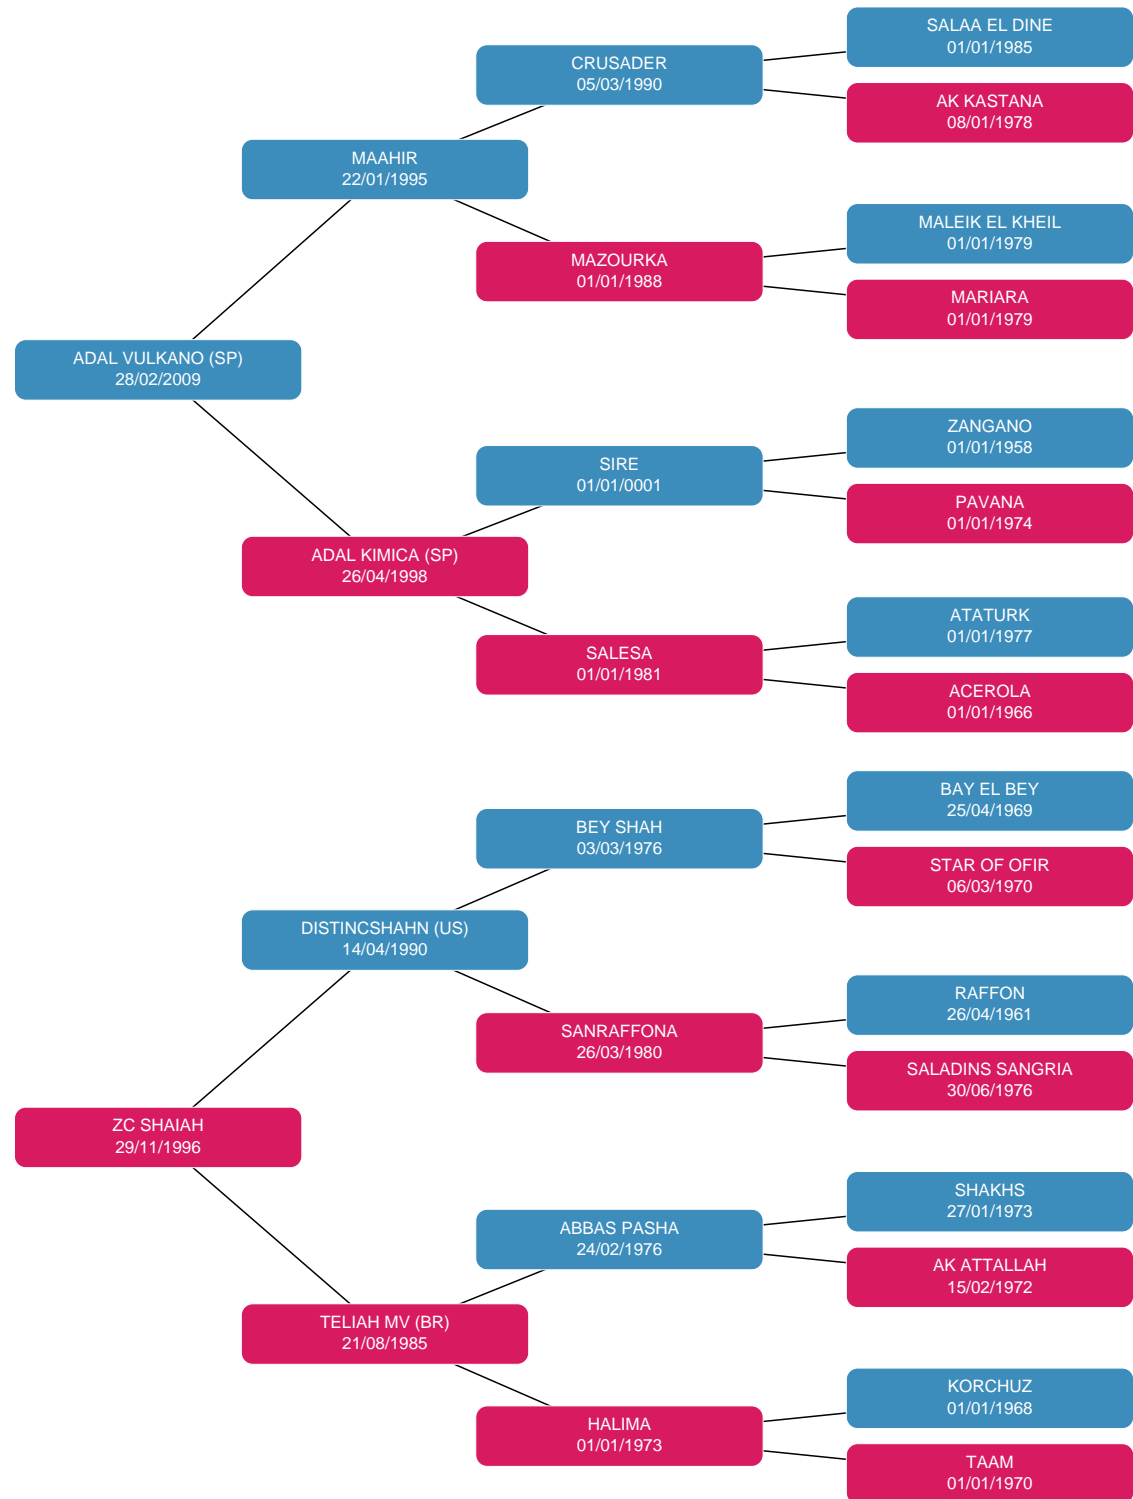 SALAA EL DINE
01/01/1985
CRUSADER
05/03/1990
AK KASTANA
08/01/1978
MAAHIR
22/01/1995
MALEIK EL KHEIL
01/01/1979
MAZOURKA
01/01/1988
MARIARA
01/01/1979
ADAL VULKANO (SP)
28/02/2009
ZANGANO
01/01/1958
SIRE
01/01/0001
PAVANA
01/01/1974
ADAL KIMICA (SP)
26/04/1998
ATATURK
01/01/1977
SALESA
01/01/1981
ACEROLA
01/01/1966
BAY EL BEY
25/04/1969
BEY SHAH
03/03/1976
STAR OF OFIR
06/03/1970
DISTINCSHAHN (US)
14/04/1990
RAFFON
26/04/1961
SANRAFFONA
26/03/1980
SALADINS SANGRIA
30/06/1976
ZC SHAIAH
29/11/1996
SHAKHS
27/01/1973
ABBAS PASHA
24/02/1976
AK ATTALLAH
15/02/1972
TELIAH MV (BR)
21/08/1985
KORCHUZ
01/01/1968
HALIMA
01/01/1973
TAAM
01/01/1970